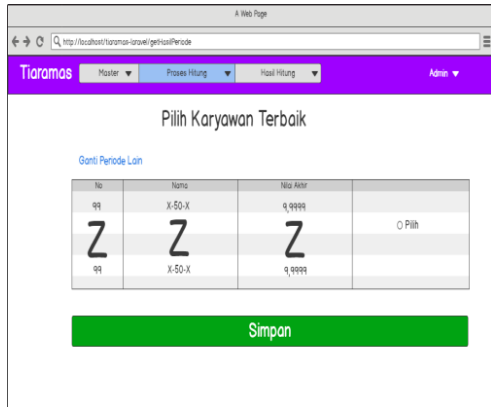 A Web Page
http://localhost/tiaramas-laravel/getHasilPeriode
Tiaramas Master Proses Hitung Hasil Hitung Admin
Pilih Karyawan Terbaik
Ganti Periode Lain
No Nama Nilai Akhir
99 X-50-X 9,9999
Z Z Z Pilih
99 X-50-X 9,9999
Simpan